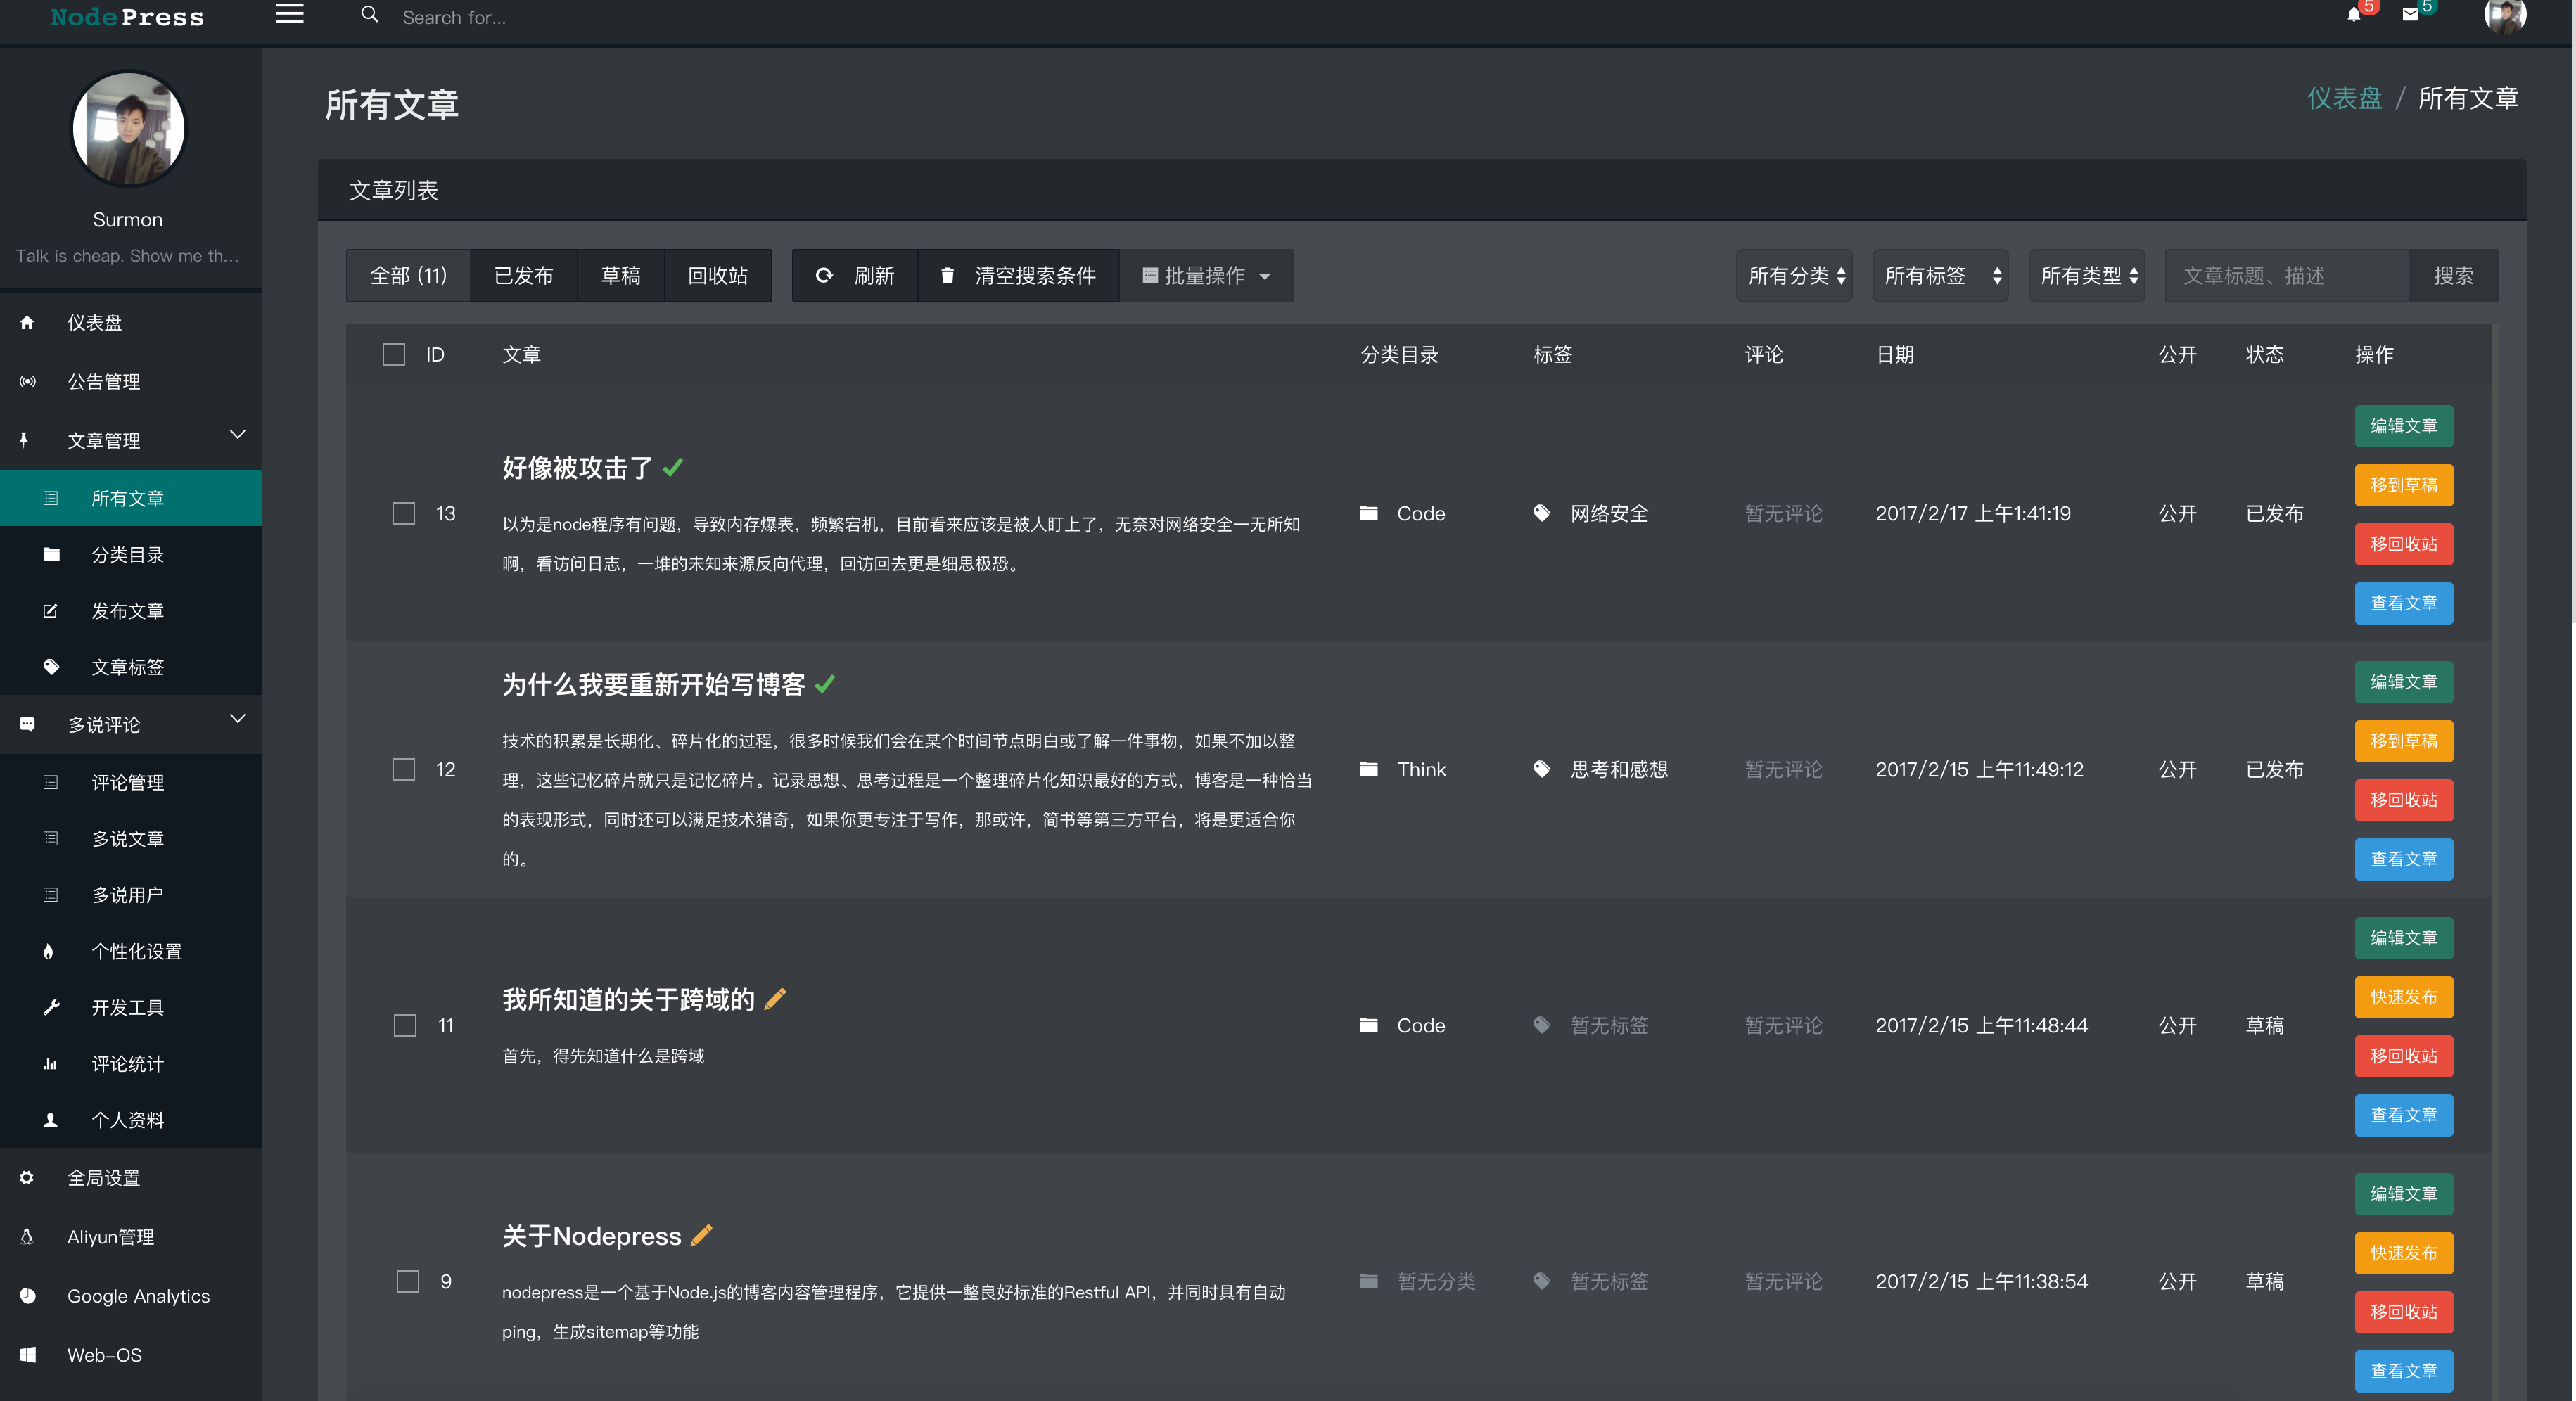 NodePress
Search for...
5
5
Surmon
Talk is cheap. Show me th...
仪表盘
公告管理
文章管理
所有文章
分类目录
发布文章
文章标签
多说评论
评论管理
多说文章
多说用户
个性化设置
开发工具
评论统计
个人资料
全局设置
Aliyun管理
Google Analytics
Web-OS
所有文章
仪表盘 / 所有文章
文章列表
全部 (11) 已发布 草稿 回收站 刷新 清空搜索条件 批量操作 所有分类 所有标签 所有类型 文章标题、描述 搜索
ID 文章 分类目录 标签 评论 日期 公开 状态 操作
好像被攻击了
以为是node程序有问题，导致内存爆表，频繁宕机，目前看来应该是被人盯上了，无奈对网络安全一无所知
啊，看访问日志，一堆的未知来源反向代理，回访回去更是细思极恐。
13 Code 网络安全 暂无评论 2017/2/17 上午1:41:19 公开 已发布
编辑文章
移到草稿
移回收站
查看文章
为什么我要重新开始写博客
技术的积累是长期化、碎片化的过程，很多时候我们会在某个时间节点明白或了解一件事物，如果不加以整
理，这些记忆碎片就只是记忆碎片。记录思想、思考过程是一个整理碎片化知识最好的方式，博客是一种恰当
的表现形式，同时还可以满足技术猎奇，如果你更专注于写作，那或许，简书等第三方平台，将是更适合你
的。
12 Think 思考和感想 暂无评论 2017/2/15 上午11:49:12 公开 已发布
编辑文章
移到草稿
移回收站
查看文章
我所知道的关于跨域的
首先，得先知道什么是跨域
11 Code 暂无标签 暂无评论 2017/2/15 上午11:48:44 公开 草稿
编辑文章
快速发布
移回收站
查看文章
关于Nodepress
nodepress是一个基于Node.js的博客内容管理程序，它提供一整良好标准的Restful API，并同时具有自动
ping，生成sitemap等功能
9 暂无分类 暂无标签 暂无评论 2017/2/15 上午11:38:54 公开 草稿
编辑文章
快速发布
移回收站
查看文章